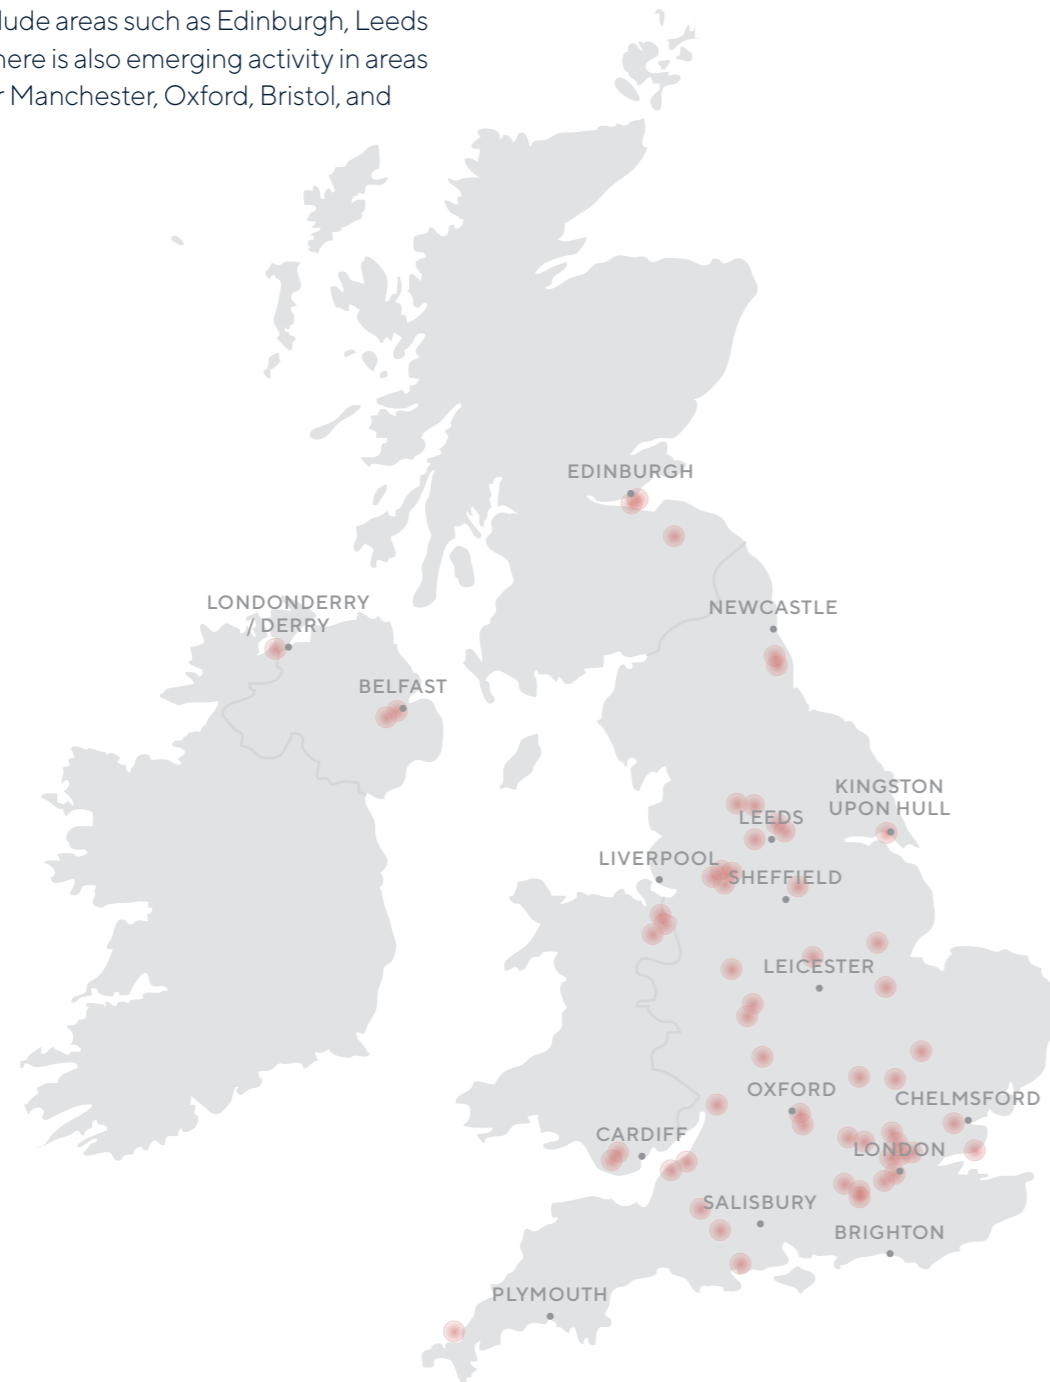 lude areas such as Edinburgh, Leeds
here is also emerging activity in areas
r Manchester, Oxford, Bristol, and
EDINBURGH
LONDONDERRY
/ DERRY
NEWCASTLE
BELFAST
KINGSTON
UPON HULL
LEEDS
LIVERPOOL
SHEFFIELD
LEICESTER
OXFORD
CHELMSFORD
CARDIFF
LONDON
SALISBURY
BRIGHTON
PLYMOUTH